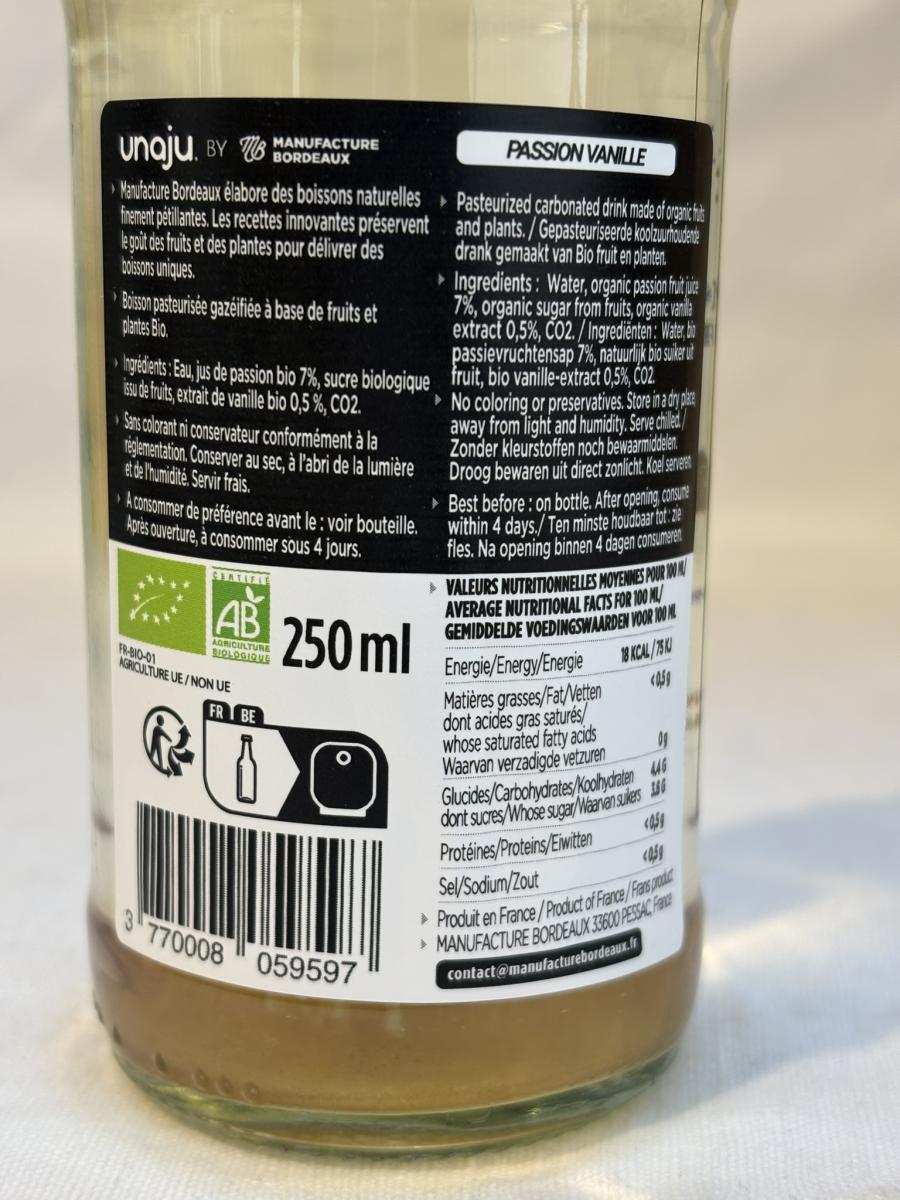 unaju. BY MB MANUFACTURE
BORDEAUX
Manufacture Bordeaux élabore des boissons naturelles
finement pétillantes. Les recettes innovantes préservent
le goût des fruits et des plantes pour délivrer des
boissons uniques.
Boisson pasteurisée gazéifiée à base de fruits et
plantes Bio.
Ingrédients : Eau, jus de passion bio 7%, sucre biologique
issu de fruits, extrait de vanille bio 0,5 %, CO2.
Sans colorant ni conservateur conformément à la
réglementation. Conserver au sec, à l'abri de la lumière
et de l'humidité. Servir frais.
A consommer de préférence avant le : voir bouteille.
Après ouverture, à consommer sous 4 jours.
PASSION VANILLE
Pasteurized carbonated drink made of organic fruits
and plants. / Gepasteuriseerde koolzuurhoudende
drank gemaakt van Bio fruit en planten.
Ingredients : Water, organic passion fruit juice
7%, organic sugar from fruits, organic vanilla
extract 0,5%, CO2. / Ingrediënten : Water, bio
passievruchtensap 7%, natuurlijk bio suiker uit
fruit, bio vanille-extract 0,5%, CO2.
No coloring or preservatives. Store in a dry place,
away from light and humidity. Serve chilled. /
Zonder kleurstoffen noch bewaarmiddelen.
Droog bewaren uit direct zonlicht. Koel serveren.
Best before : on bottle. After opening, consume
within 4 days./ Ten minste houdbaar tot : zie
fles. Na opening binnen 4 dagen consumeren.
CERTIFIÉ
AB
AGRICULTURE
BIOLOGIQUE
250 ml
FR-BIO-01
AGRICULTURE UE / NON UE
FR BE
3 770008 059597
VALEURS NUTRITIONNELLES MOYENNES POUR 100 ML/
AVERAGE NUTRITIONAL FACTS FOR 100 ML/
GEMIDDELDE VOEDINGSWAARDEN VOOR 100 ML
Energie/Energy/Energie 18 KCAL / 75 KJ
Matières grasses/Fat/Vetten <0,5g
dont acides gras saturés/
whose saturated fatty acids
Waarvan verzadigde vetzuren 0g
Glucides/Carbohydrates/Koolhydraten 4.4 G
dont sucres/Whose sugar/Waarvan suikers 3.8 G
Protéines/Proteins/Eiwitten <0,5g
Sel/Sodium/Zout <0,5g
Produit en France / Product of France / Frans product
MANUFACTURE BORDEAUX 33600 PESSAC, France
contact@manufacturebordeaux.fr